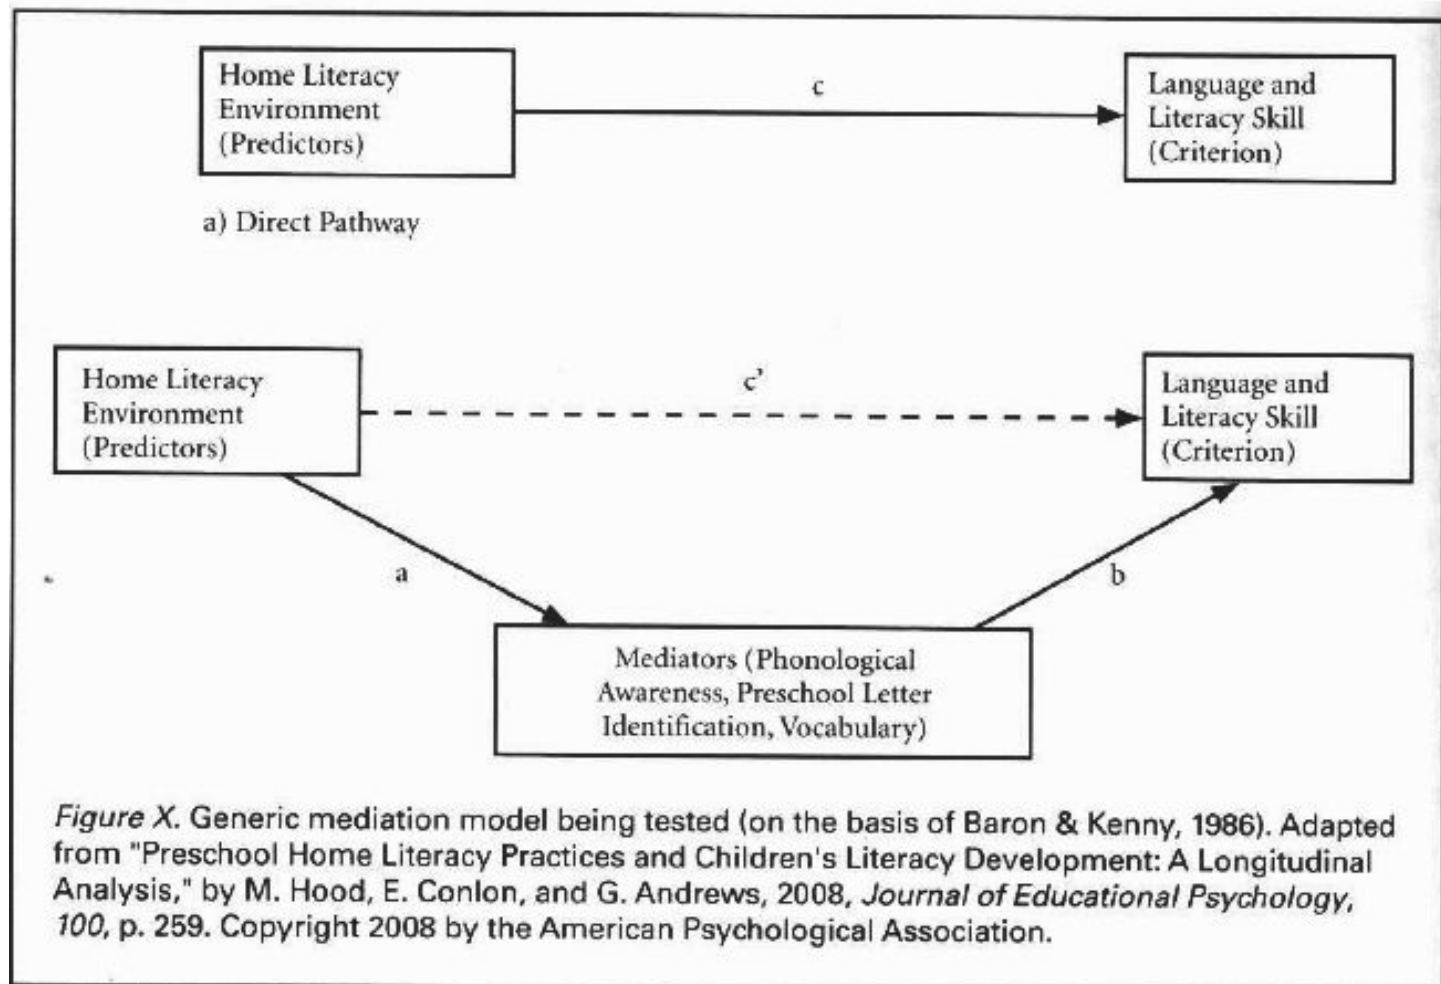 Home Literacy
Environment
(Predictors)
c
Language and
Literacy Skill
(Criterion)
a) Direct Pathway
Home Literacy
Environment
(Predictors)
c’
Language and
Literacy Skill
(Criterion)
a
b
Mediators (Phonological
Awareness, Preschool Letter
Identification, Vocabulary)
Figure X. Generic mediation model being tested (on the basis of Baron & Kenny, 1986). Adapted
from "Preschool Home Literacy Practices and Children's Literacy Development: A Longitudinal
Analysis," by M. Hood, E. Conlon, and G. Andrews, 2008, Journal of Educational Psychology,
100, p. 259. Copyright 2008 by the American Psychological Association.